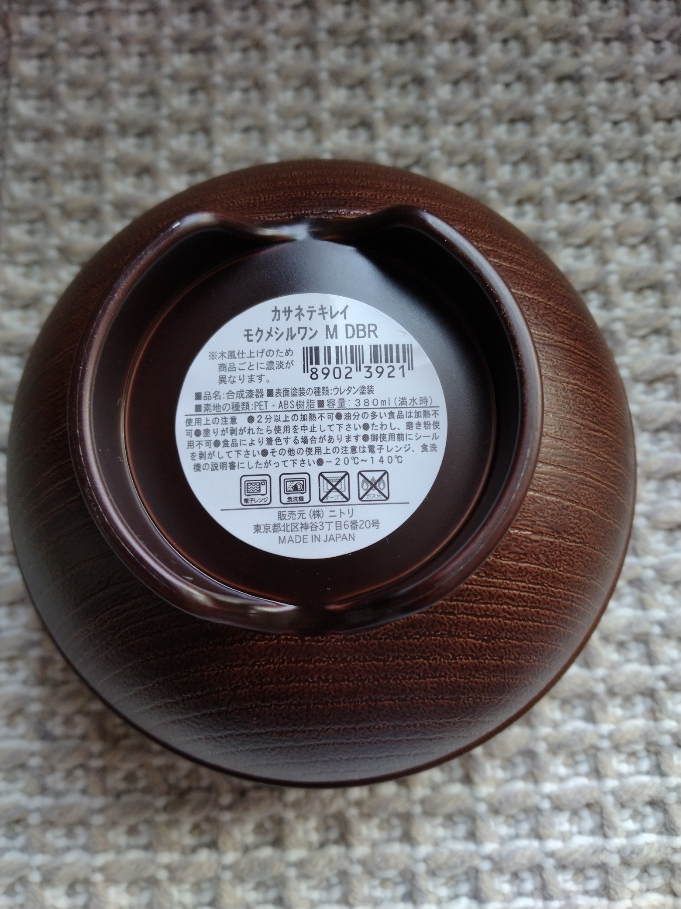 カサネテキレイ
モクメシルワン M DBR
※木風仕上げのため
商品ごとに濃淡が
異なります。
8902 3921
■品名:合成漆器■表面塗装の種類:ウレタン塗装
■素地の種類:PET・ABS樹脂■容量:380ml(満水時)
使用上の注意 ●2分以上の加熱不可●油分の多い食品は加熱不
可●塗りが剥がれたら使用を中止して下さい●たわし、磨き粉使
用不可●食品により着色する場合があります●御使用前にシール
を剥がして下さい●その他の使用上の注意は電子レンジ、食洗
機の説明書にしたがって下さい●-20℃~140℃
電子レンジ 食洗機
販売元(株)ニトリ
東京都北区神谷3丁目6番20号
MADE IN JAPAN